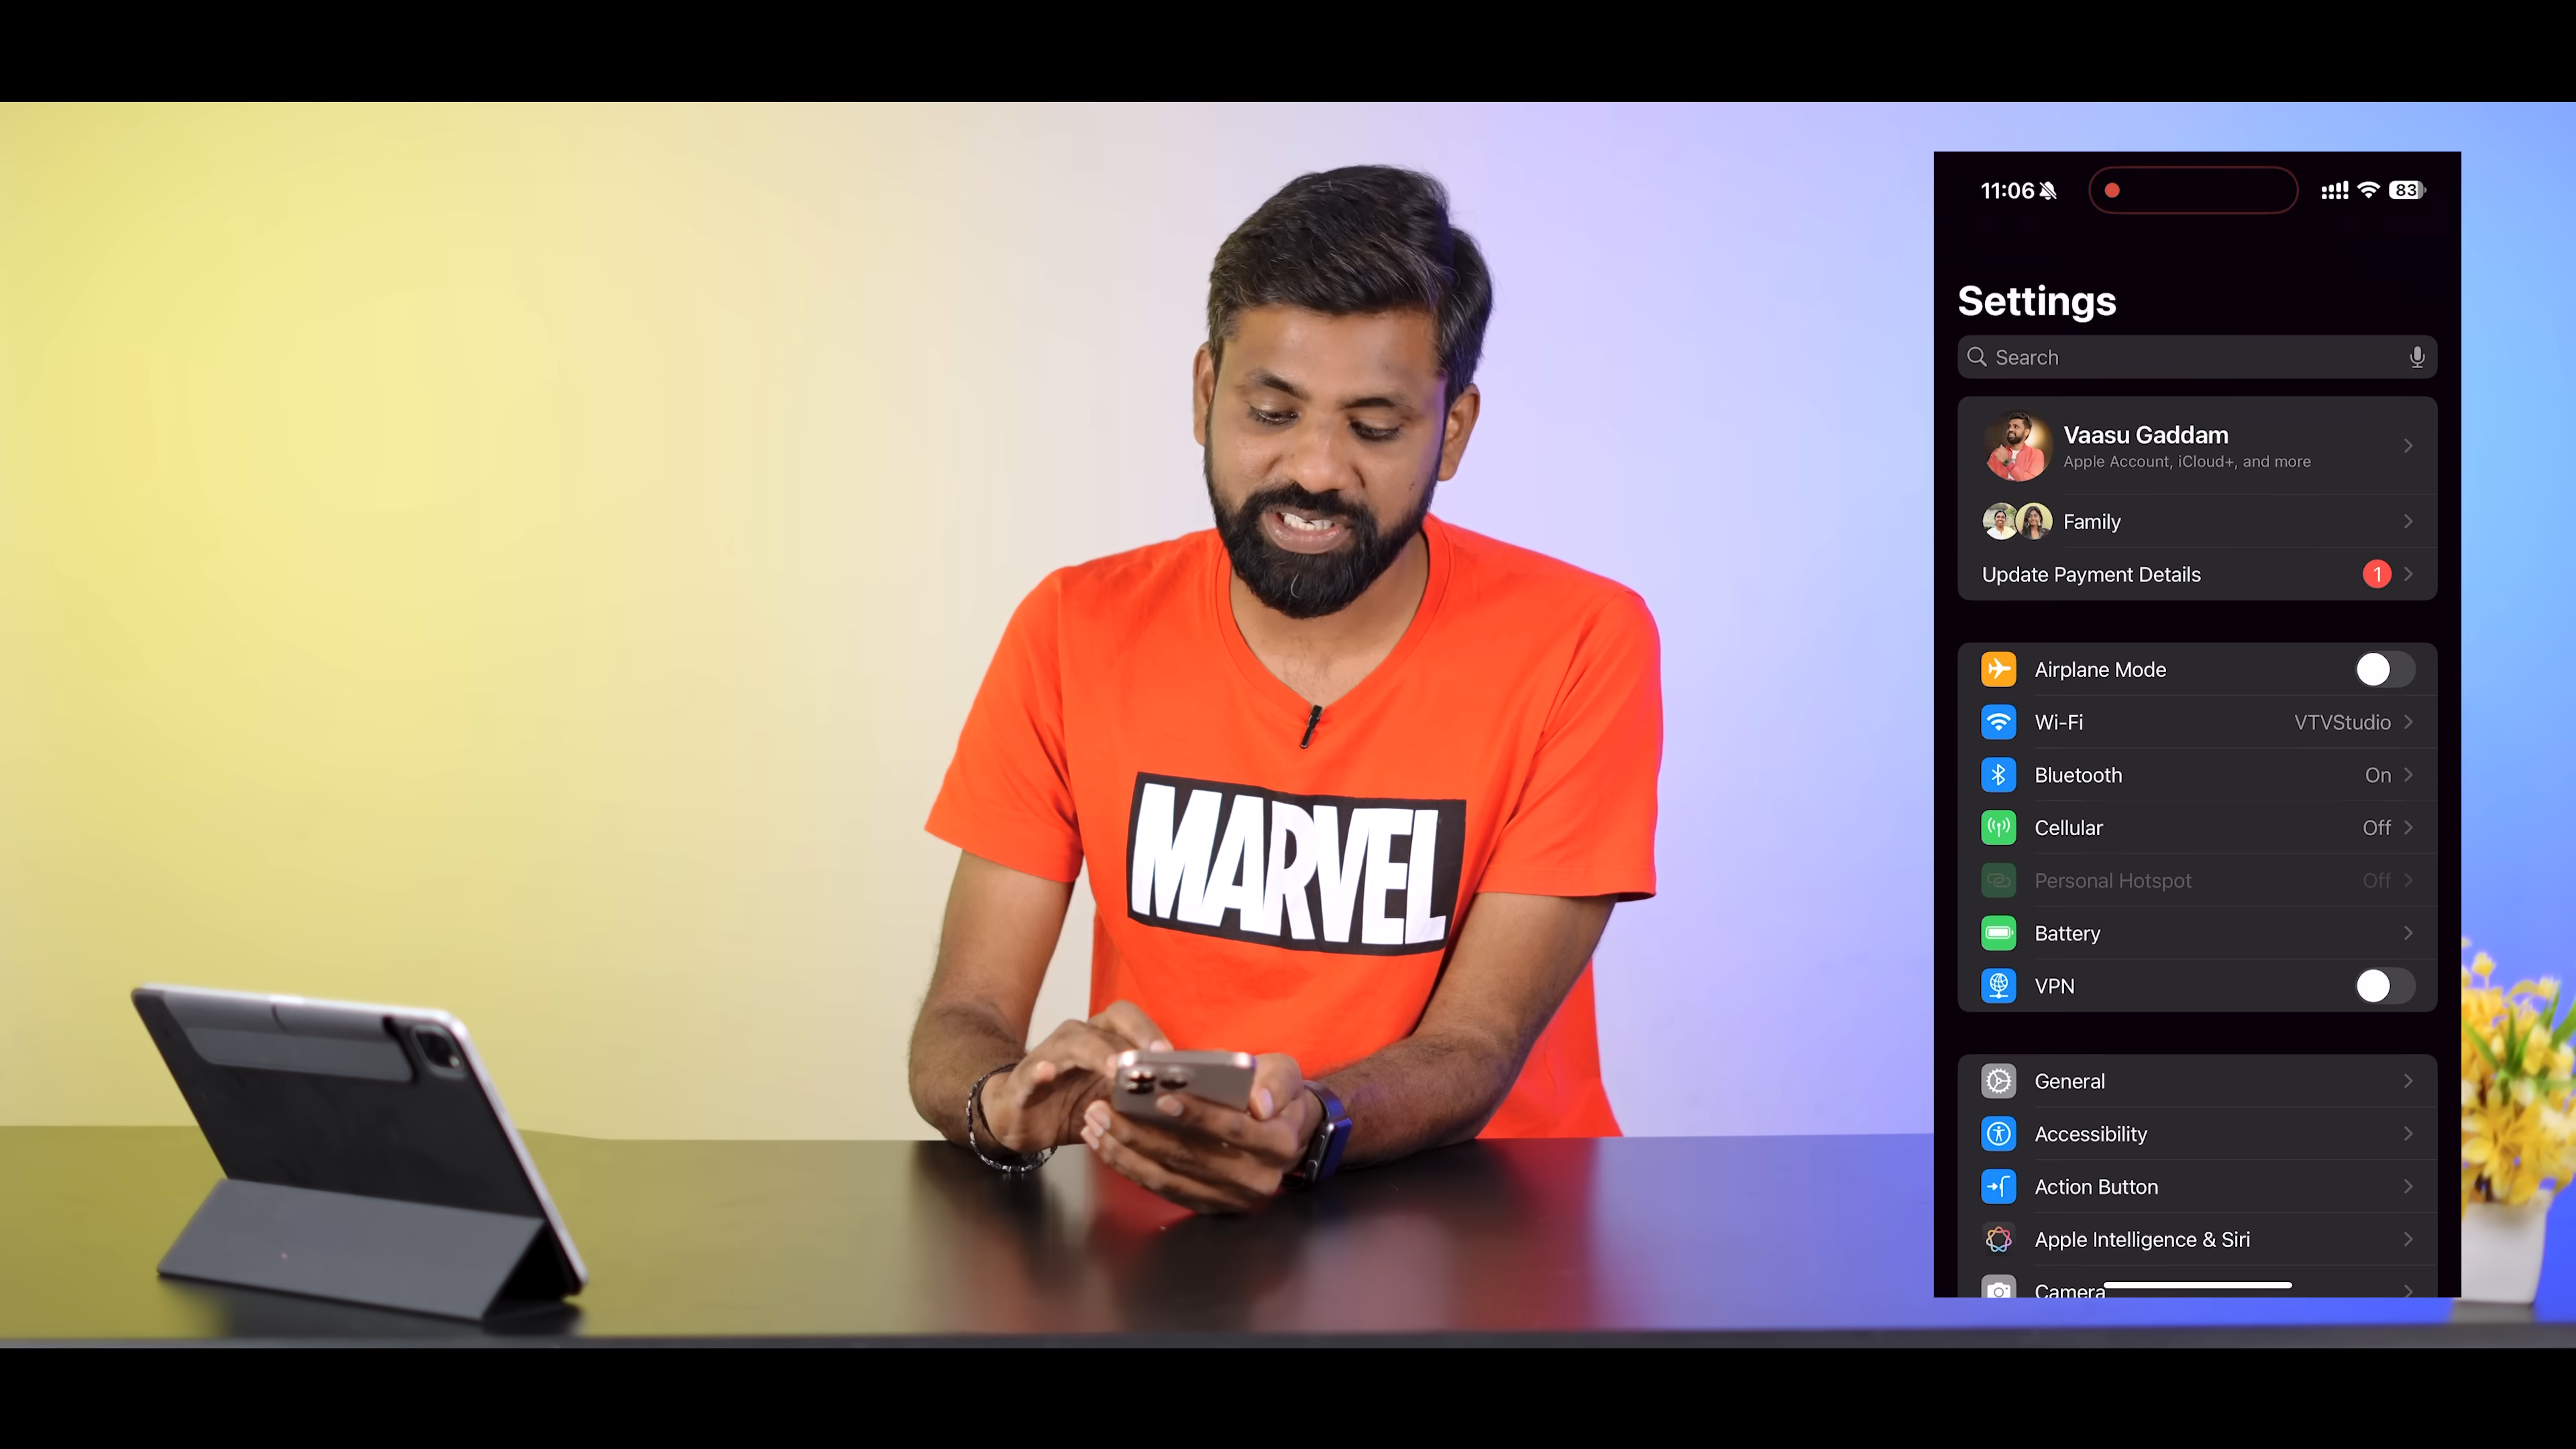 MARVEL
11:06
83
Settings
Search
Vaasu Gaddam
Apple Account, iCloud+, and more
Family
Update Payment Details 1
Airplane Mode
Wi-Fi VTVStudio
Bluetooth On
Cellular Off
Personal Hotspot Off
Battery
VPN
General
Accessibility
Action Button
Apple Intelligence & Siri
Camera